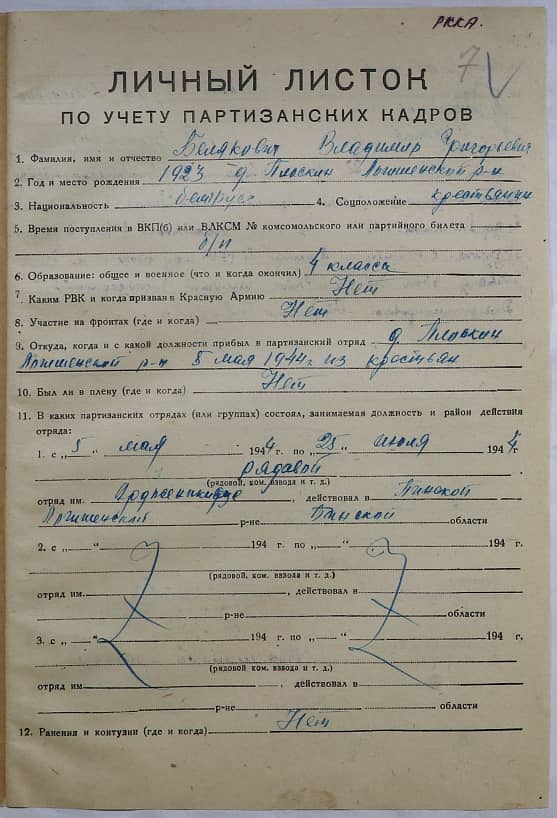 РККА.
7
ЛИЧНЫЙ ЛИСТОК
ПО УЧЕТУ ПАРТИЗАНСКИХ КАДРОВ
1. Фамилия, имя и отчество Белякович Владимир Григорьевич
2. Год и место рождения 1923 д. Плоскин Логишенской р-н
3. Национальность беларусс 4. Соцположение крестьянин
5. Время поступления в ВКП(б) или ВЛКСМ № комсомольского или партийного билета
б/п
6. Образование: общее и военное (что и когда окончил) 4 класса
7. Каким РВК и когда призван в Красную Армию Нет
8. Участие на фронтах (где и когда) Нет
9. Откуда, когда и с какой должности прибыл в партизанский отряд д. Плоскин
Логишенской р-н 5 мая 1944г. из крестьян
10. Был ли в плену (где и когда) Нет
11. В каких партизанских отрядах (или группах) состоял, занимаемая должность и район действия
отряда:
1. с „5“ мая 1944 г. по „25“ июля 1944 г.
рядовой
(рядовой, ком. взвода и т. д.)
отряд им. Орджоникидзе, действовал в Пинской
Логишенский р-не Пинской области
2. с „—“ 194 г. по „—“ 194 г.
(рядовой, ком. взвода и т. д.)
отряд им. , действовал в
р-не области
3. с „—“ 194 г. по „—“ 194 г.
(рядовой, ком. взвода и т. д.)
отряд им. , действовал в
р-не области
12. Ранения и контузии (где и когда) Нет